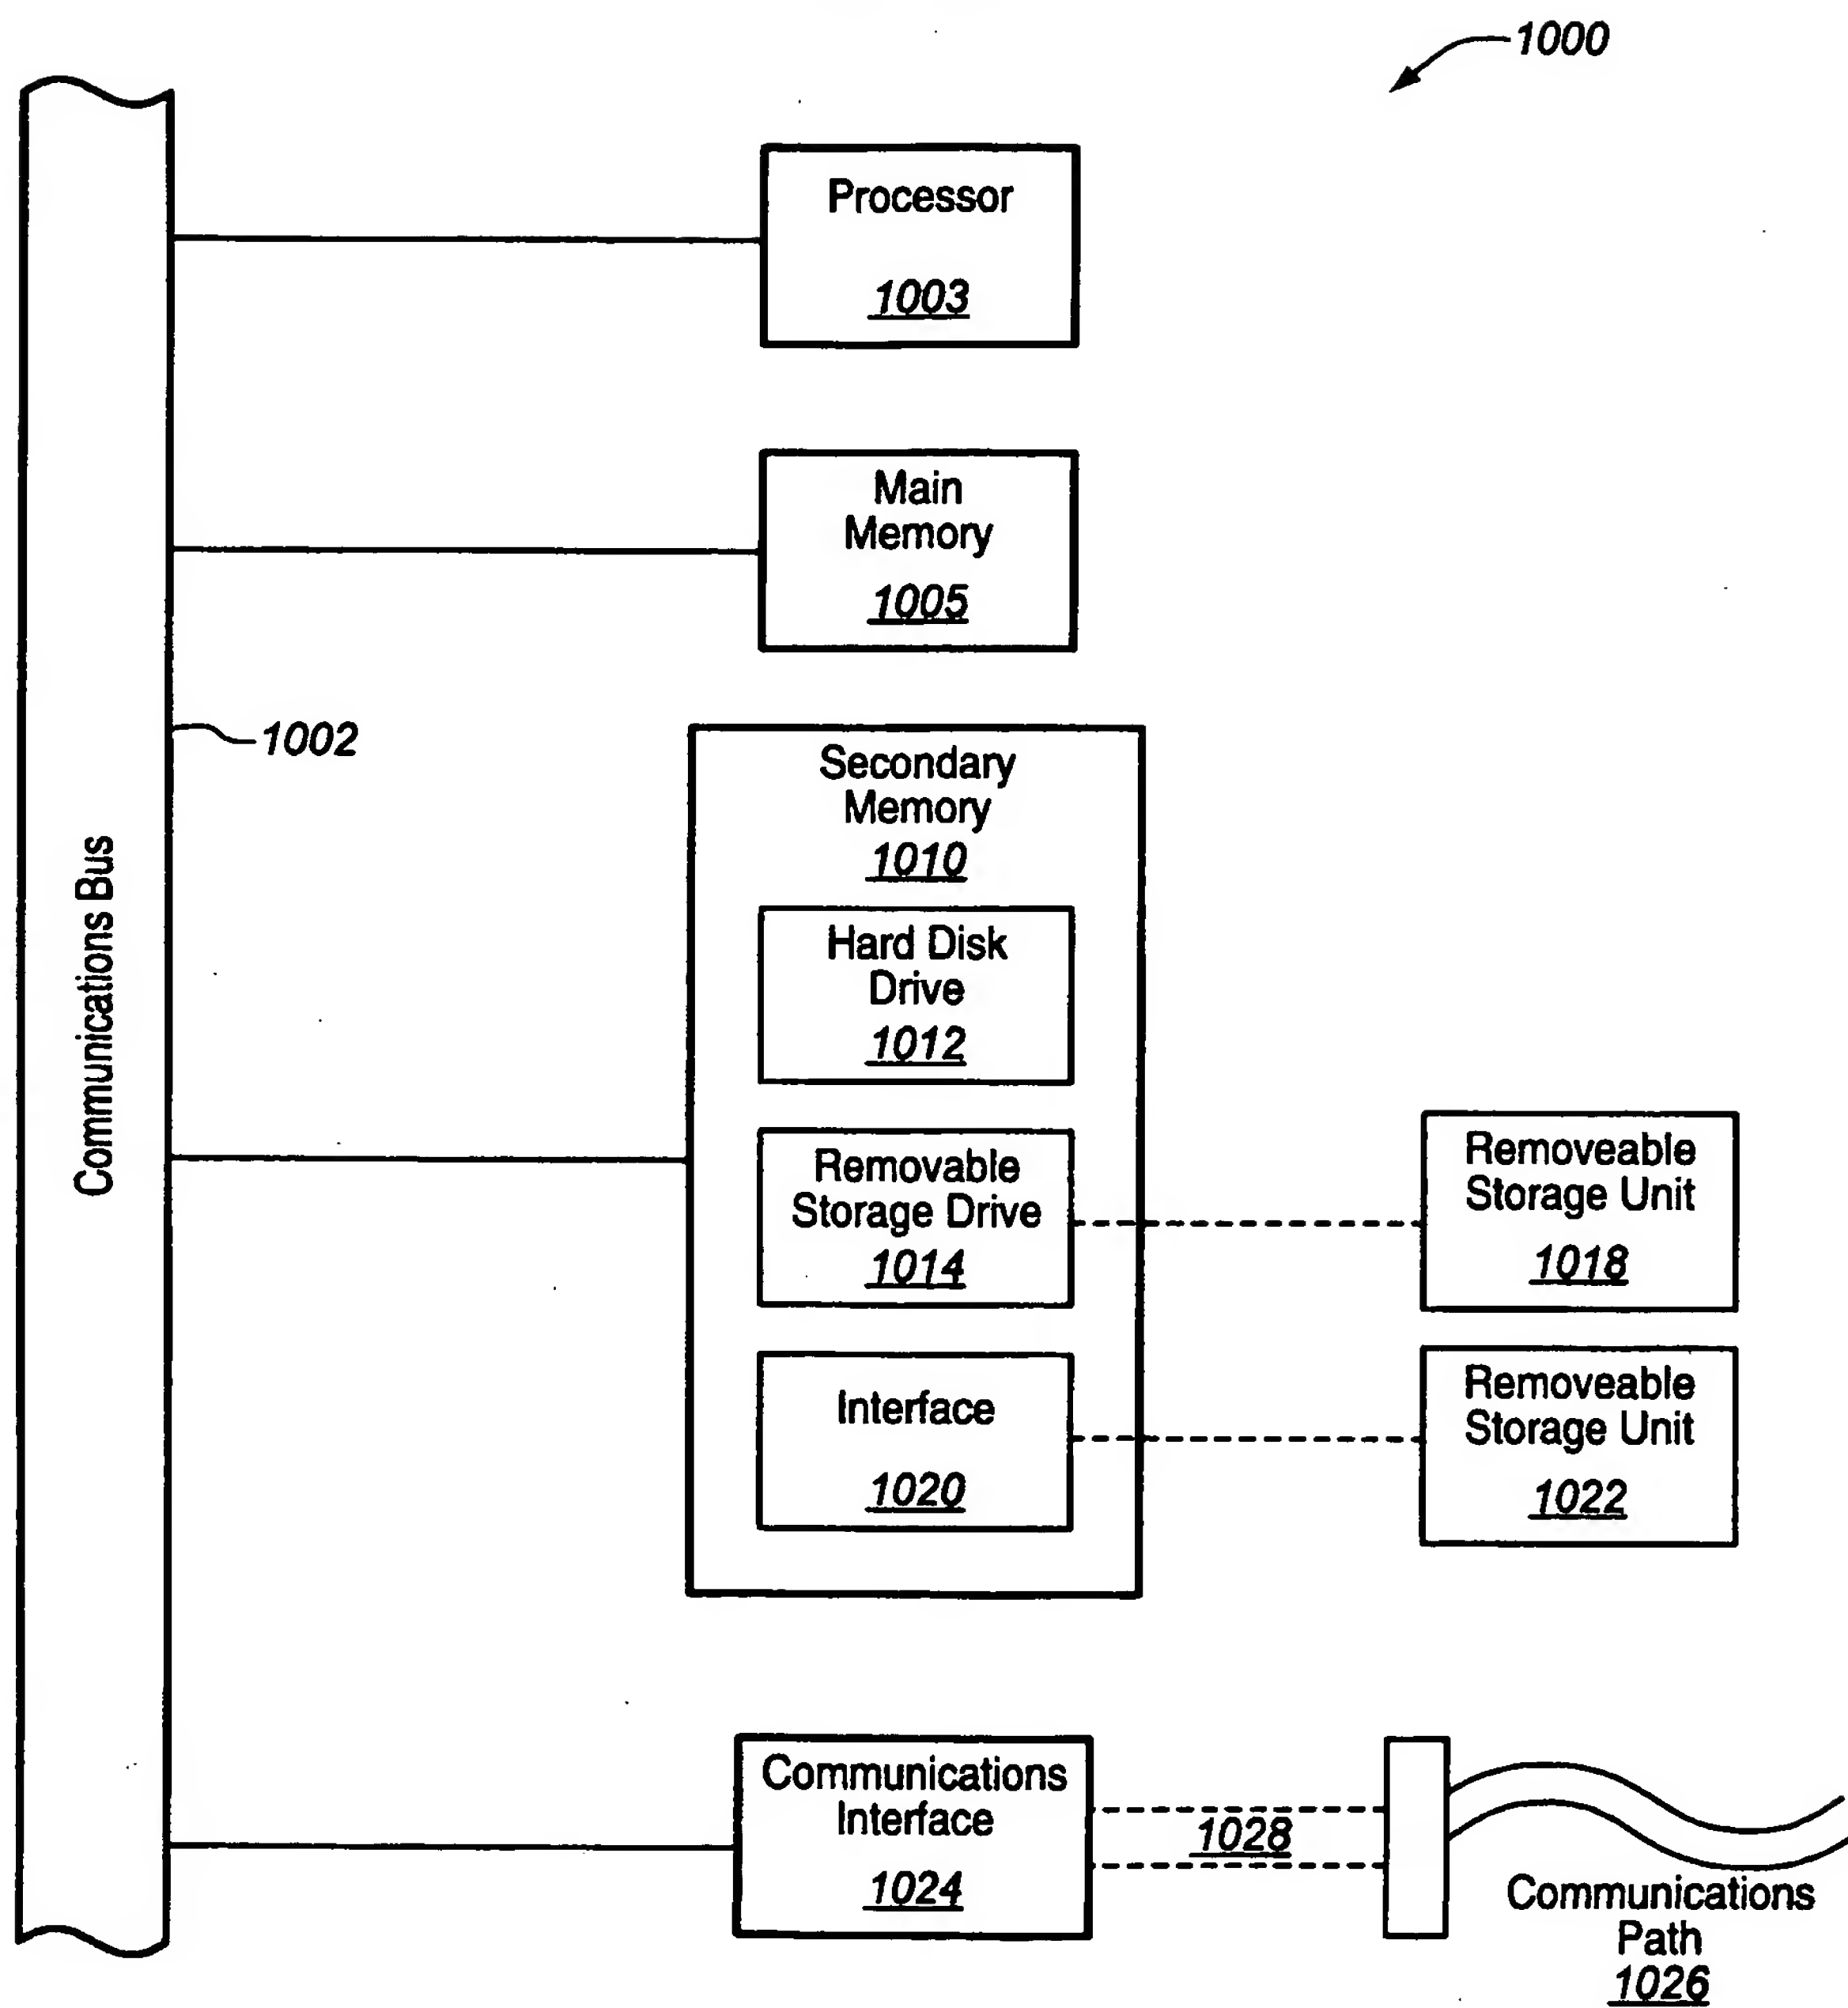 1000
Processor
1003
Main
Memory
1005
1002
Communications Bus
Secondary
Memory
1010
Hard Disk
Drive
1012
Removable
Storage Drive
1014
Removeable
Storage Unit
1018
Interface
1020
Removeable
Storage Unit
1022
Communications
Interface
1024
1028
Communications
Path
1026